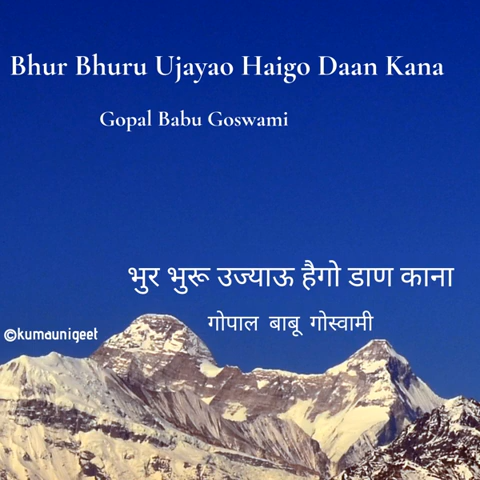 Bhur Bhuru Ujayao Haigo Daan Kana
Gopal Babu Goswami
भुर भुरू उज्याऊ हैगो डाण काना
गोपाल बाबू गोस्वामी
©kumaunigeet